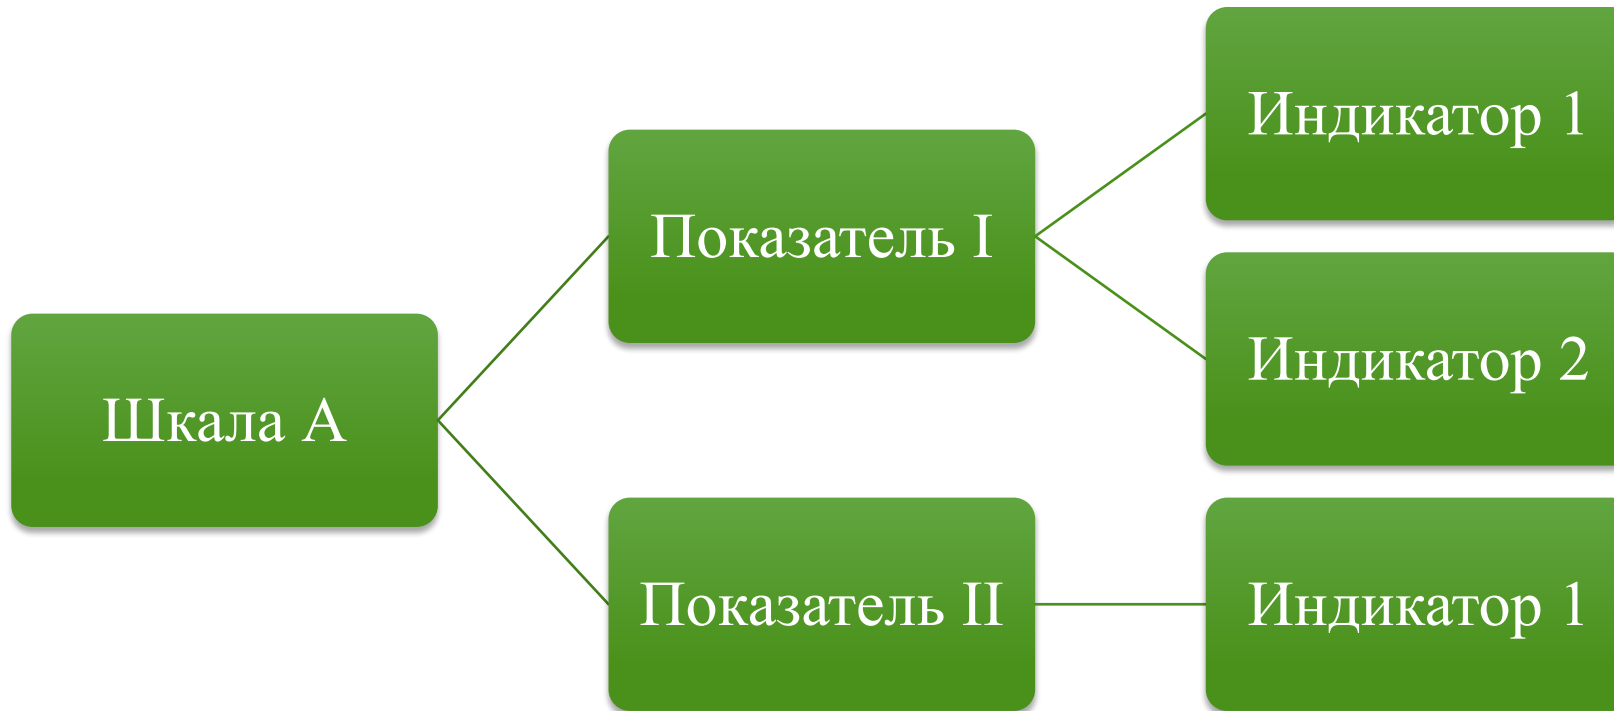 Индикатор 1
Показатель I
Индикатор 2
Шкала А
Показатель II
Индикатор 1